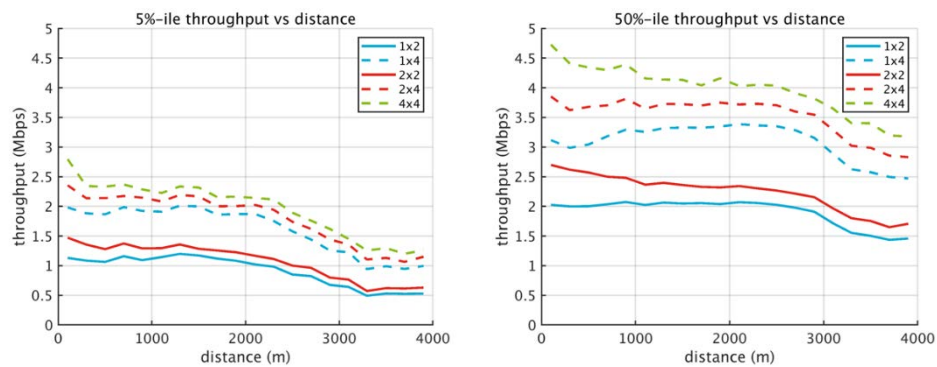 5%-ile throughput vs distance
throughput (Mbps)
5
4.5
4
3.5
3
2.5
2
1.5
1
0.5
0
0 1000 2000 3000 4000
distance (m)
1x2
1x4
2x2
2x4
4x4
50%-ile throughput vs distance
throughput (Mbps)
5
4.5
4
3.5
3
2.5
2
1.5
1
0.5
0
0 1000 2000 3000 4000
distance (m)
1x2
1x4
2x2
2x4
4x4